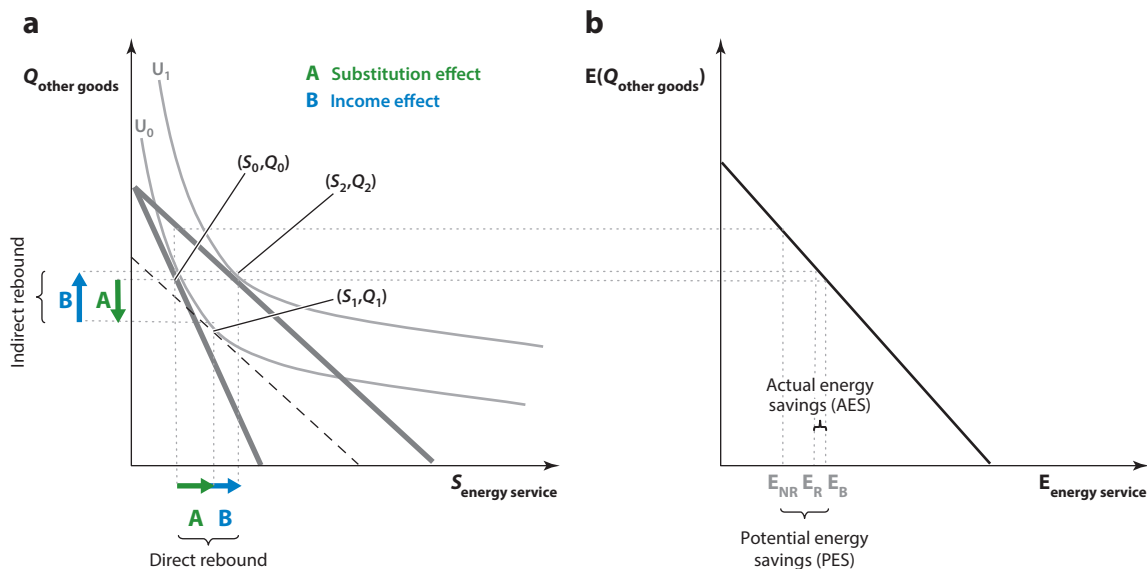 a
Q other goods
U1
U0
A Substitution effect
B Income effect
(S0,Q0)
(S2,Q2)
(S1,Q1)
Indirect rebound
B
A
A
B
Direct rebound
S energy service
b
E(Q other goods)
Actual energy
savings (AES)
ENR ER EB
E energy service
Potential energy
savings (PES)